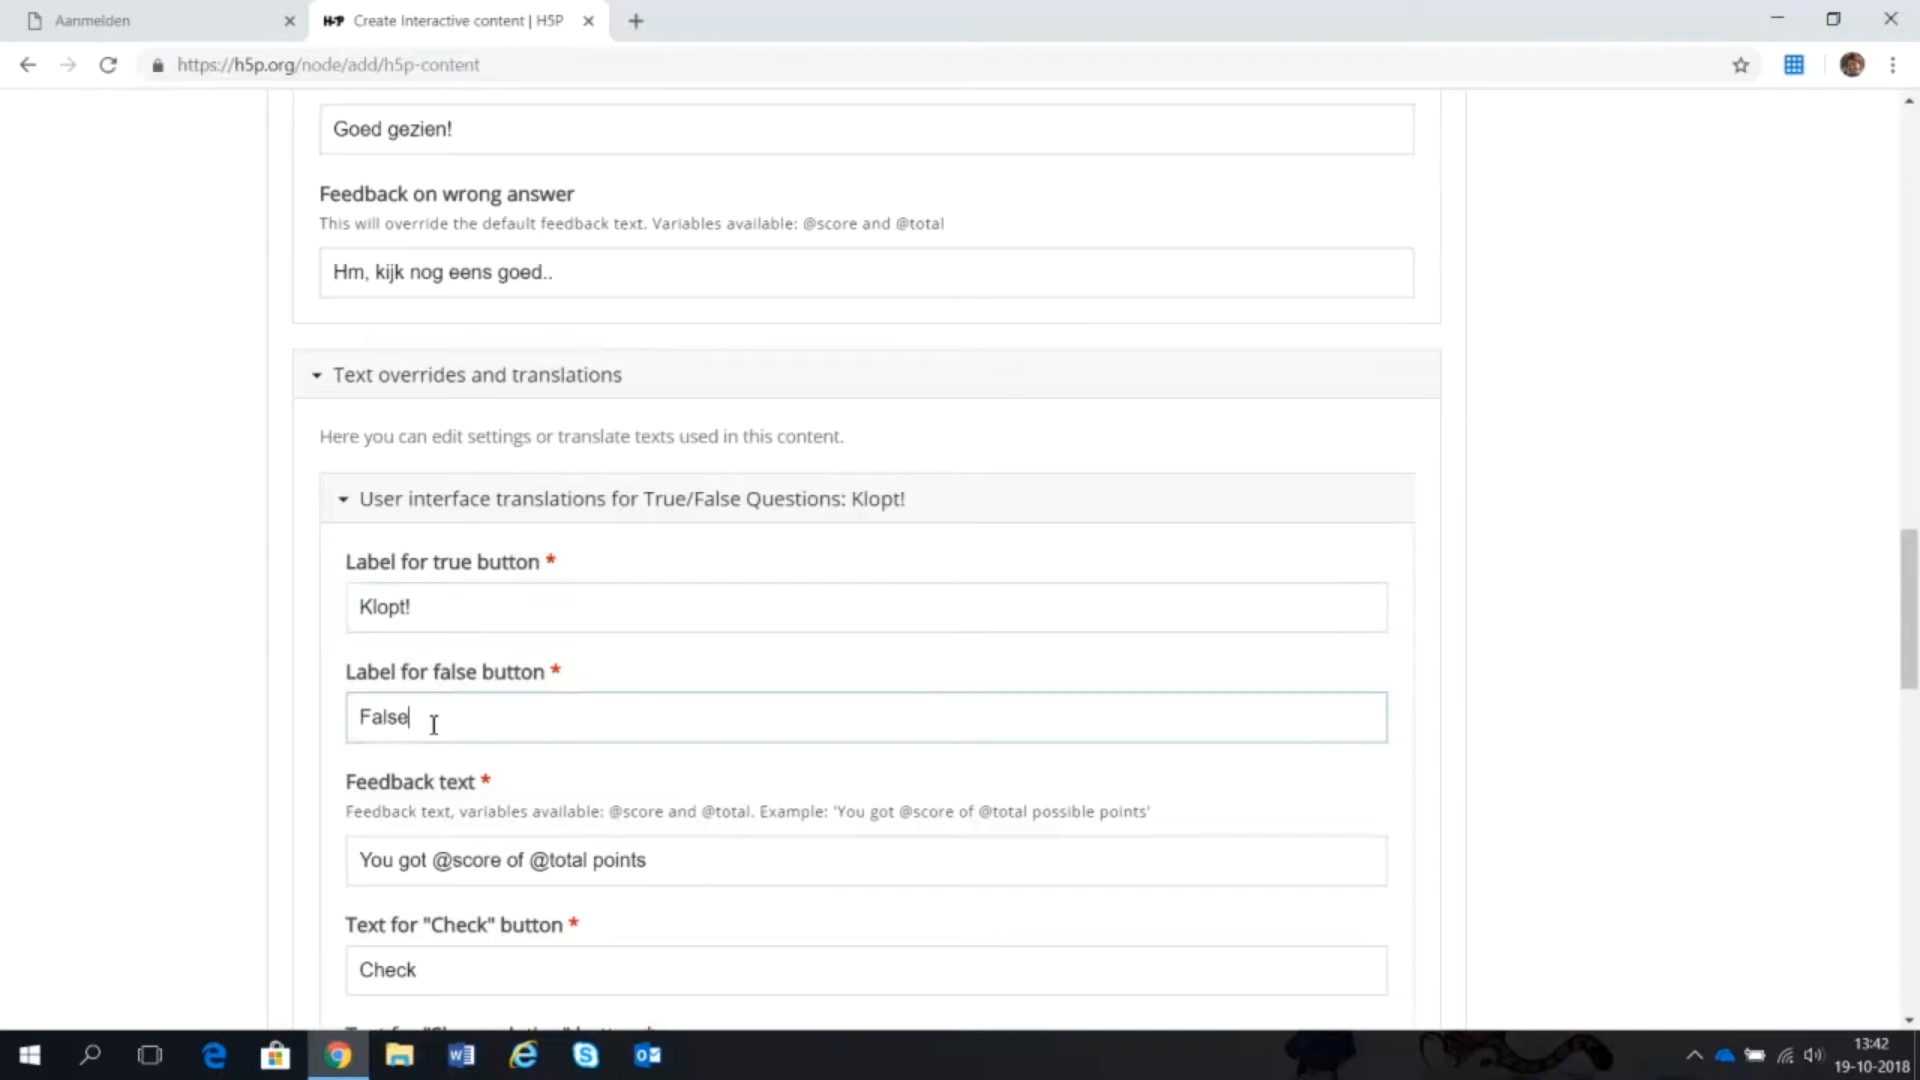 Aanmelden
H-P Create Interactive content | H5P
https://h5p.org/node/add/h5p-content
Goed gezien!
Feedback on wrong answer
This will override the default feedback text. Variables available: @score and @total
Hm, kijk nog eens goed..
Text overrides and translations
Here you can edit settings or translate texts used in this content.
User interface translations for True/False Questions: Klopt!
Label for true button *
Klopt!
Label for false button *
False
Feedback text *
Feedback text, variables available: @score and @total. Example: 'You got @score of @total possible points'
You got @score of @total points
Text for "Check" button *
Check
13:42
19-10-2018